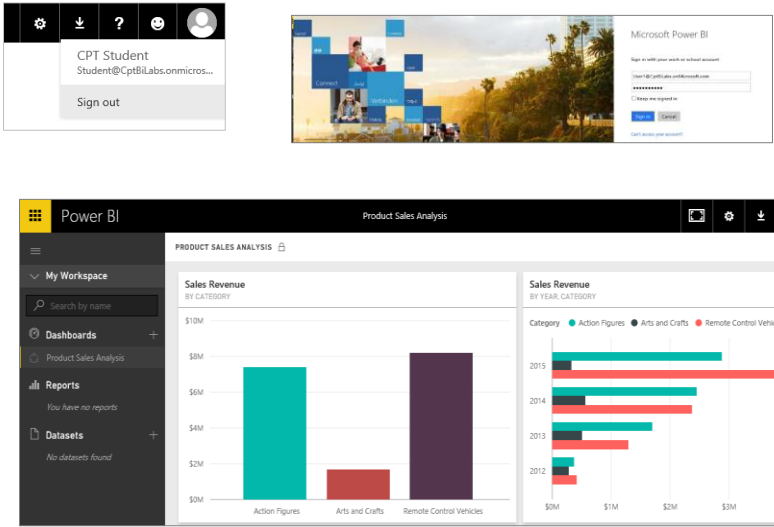 ?
CPT Student
Student@CptBiLabs.onmicros...
Sign out
Connect
Verbinden
Microsoft Power BI
Sign in with your work or school account
User1@CptBiLabs.onMicrosoft.com
Keep me signed in
Sign in Cancel
Can't access your account?
Power BI
Product Sales Analysis
PRODUCT SALES ANALYSIS
My Workspace
Search by name
Dashboards +
Product Sales Analysis
Reports
You have no reports
Datasets +
No datasets found
Sales Revenue
BY CATEGORY
$10M
$8M
$6M
$4M
$2M
$0M
Action Figures Arts and Crafts Remote Control Vehicles
Sales Revenue
BY YEAR, CATEGORY
Category Action Figures Arts and Crafts Remote Control Vehic
2015
2014
2013
2012
$0M $1M $2M $3M